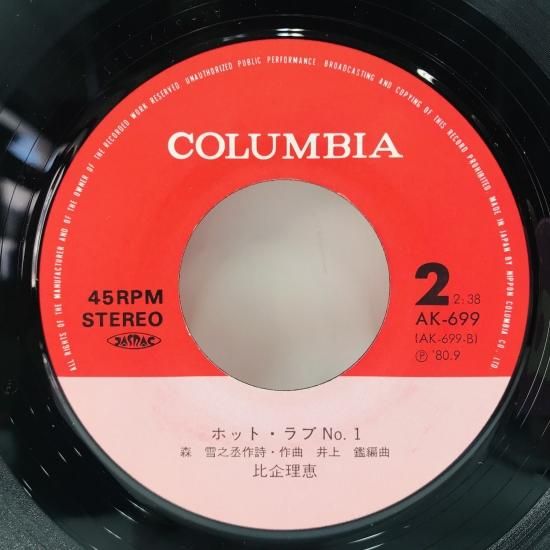 ALL RIGHTS OF THE MANUFACTURER AND OF THE OWNER OF THE RECORDED WORK RESERVED. UNAUTHORIZED PUBLIC PERFORMANCE. BROADCASTING AND COPYING OF THIS RECORD PROHIBITED. MADE IN JAPAN BY NIPPON COLUMBIA CO., LTD
COLUMBIA
45RPM
STEREO
JASRAC
2 2:38
AK-699
(AK-699-B)
Ⓟ '80.9
ホット・ラブ No. 1
森 雪之丞作詩・作曲 井上 鑑編曲
比企理恵